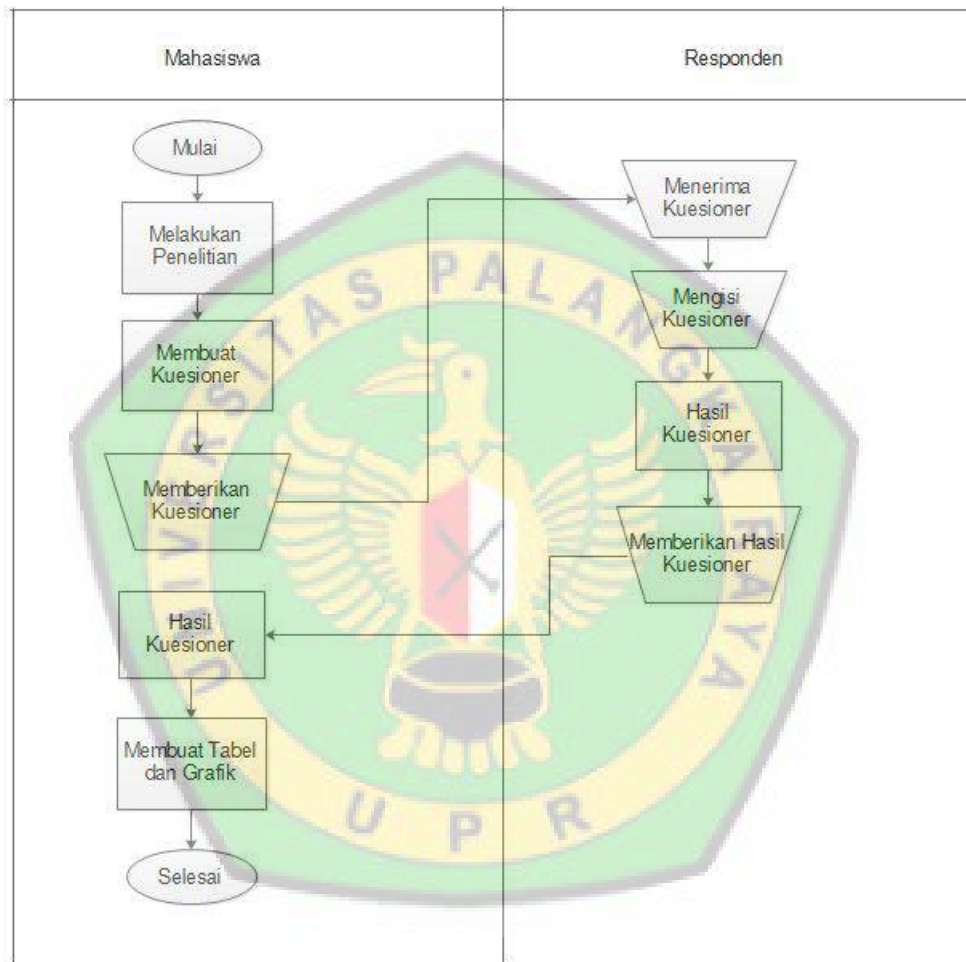 Mahasiswa
Responden
Mulai
Melakukan
Penelitian
Membuat
Kuesioner
Memberikan
Kuesioner
Menerima
Kuesioner
Mengisi
Kuesioner
Hasil
Kuesioner
Memberikan Hasil
Kuesioner
Hasil
Kuesioner
Membuat Tabel
dan Grafik
Selesai
UNIVERSITAS PALANGKA RAYA
UPR